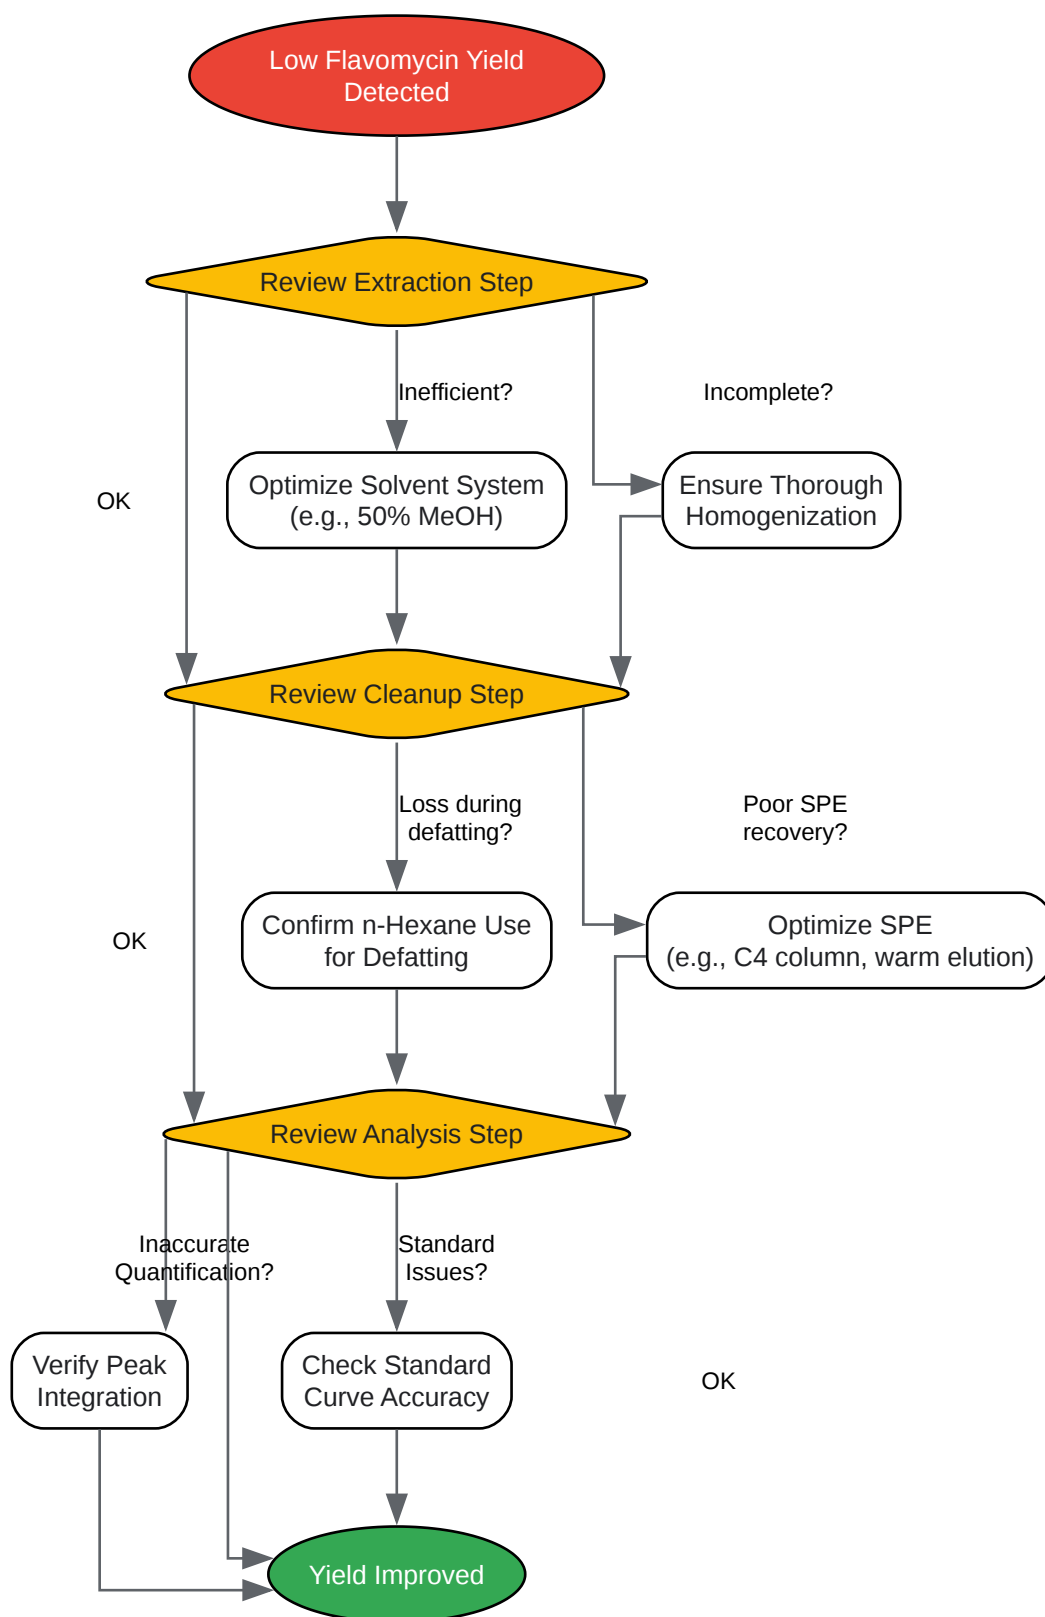 Low Flavomycin Yield
Detected
Review Extraction Step
Inefficient?
Incomplete?
OK
Optimize Solvent System
(e.g., 50% MeOH)
Ensure Thorough
Homogenization
Review Cleanup Step
Loss during
defatting?
Poor SPE
recovery?
OK
Confirm n-Hexane Use
for Defatting
Optimize SPE
(e.g., C4 column, warm elution)
Review Analysis Step
Inaccurate
Quantification?
Standard
Issues?
Verify Peak
Integration
Check Standard
Curve Accuracy
OK
Yield Improved